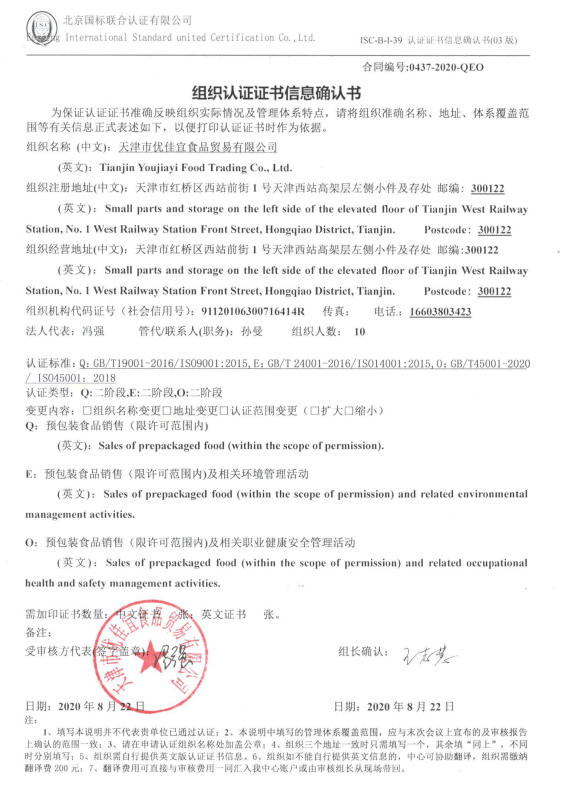 北京国标联合认证有限公司
International Standard united Certification Co.,Ltd.
ISC-B-I-39 认证证书信息确认书(03 版)
合同编号:0437-2020-QEO
组织认证证书信息确认书
为保证认证证书准确反映组织实际情况及管理体系特点，请将组织准确名称、地址、体系覆盖范
围等有关信息正式表述如下，以便打印认证证书时作为依据。
组织名称 (中文)：天津市优佳宜食品贸易有限公司
(英文)：Tianjin Youjiayi Food Trading Co., Ltd.
组织注册地址(中文)：天津市红桥区西站前街 1 号天津西站高架层左侧小件及存处 邮编：300122
(英文)：Small parts and storage on the left side of the elevated floor of Tianjin West Railway
Station, No. 1 West Railway Station Front Street, Hongqiao District, Tianjin. Postcode：300122
组织经营地址(中文)：天津市红桥区西站前街 1 号天津西站高架层左侧小件及存处 邮编:300122
(英文)：Small parts and storage on the left side of the elevated floor of Tianjin West Railway
Station, No. 1 West Railway Station Front Street, Hongqiao District, Tianjin. Postcode：300122
组织机构代码证号（社会信用号）：91120106300716414R 传真： 电话.：16603803423
法人代表：冯强 管代/联系人(职务)：孙曼 组织人数： 10
认证标准：Q：GB/T19001-2016/ISO9001:2015,E：GB/T 24001-2016/ISO14001:2015,O：GB/T45001-2020
/ ISO45001：2018
认证类型：Q:二阶段,E:二阶段,O:二阶段
变更内容：□组织名称变更□地址变更□认证范围变更（□扩大□缩小）
Q：预包装食品销售（限许可范围内)
(英文)：Sales of prepackaged food (within the scope of permission).
E：预包装食品销售（限许可范围内)及相关环境管理活动
(英文)：Sales of prepackaged food (within the scope of permission) and related environmental
management activities.
O：预包装食品销售（限许可范围内)及相关职业健康安全管理活动
(英文)：Sales of prepackaged food (within the scope of permission) and related occupational
health and safety management activities.
需加印证书数量：中文证书 张；英文证书 张。
备注：
受审核方代表(签字盖章)： 组长确认：
天津市优佳宜食品贸易有限公司
日期：2020 年 8 月 22 日 日期：2020 年 8 月 22 日
注：
1、填写本说明并不代表贵单位已通过认证；2、本说明中填写的管理体系覆盖范围，应与末次会议上宣布的及审核报告
上确认的范围一致；3、请在申请认证组织名称处加盖公章；4、组织三个地址一致时只需填写一个，其余填“同上”，不同
时分别填写；5、组织需自行提供英文版认证证书信息。6、组织如不能自行提供英文信息的，中心可协助翻译，组织需缴纳
翻译费 200 元；7、翻译费用可直接与审核费用一同汇入我中心账户或由审核组长从现场带回。